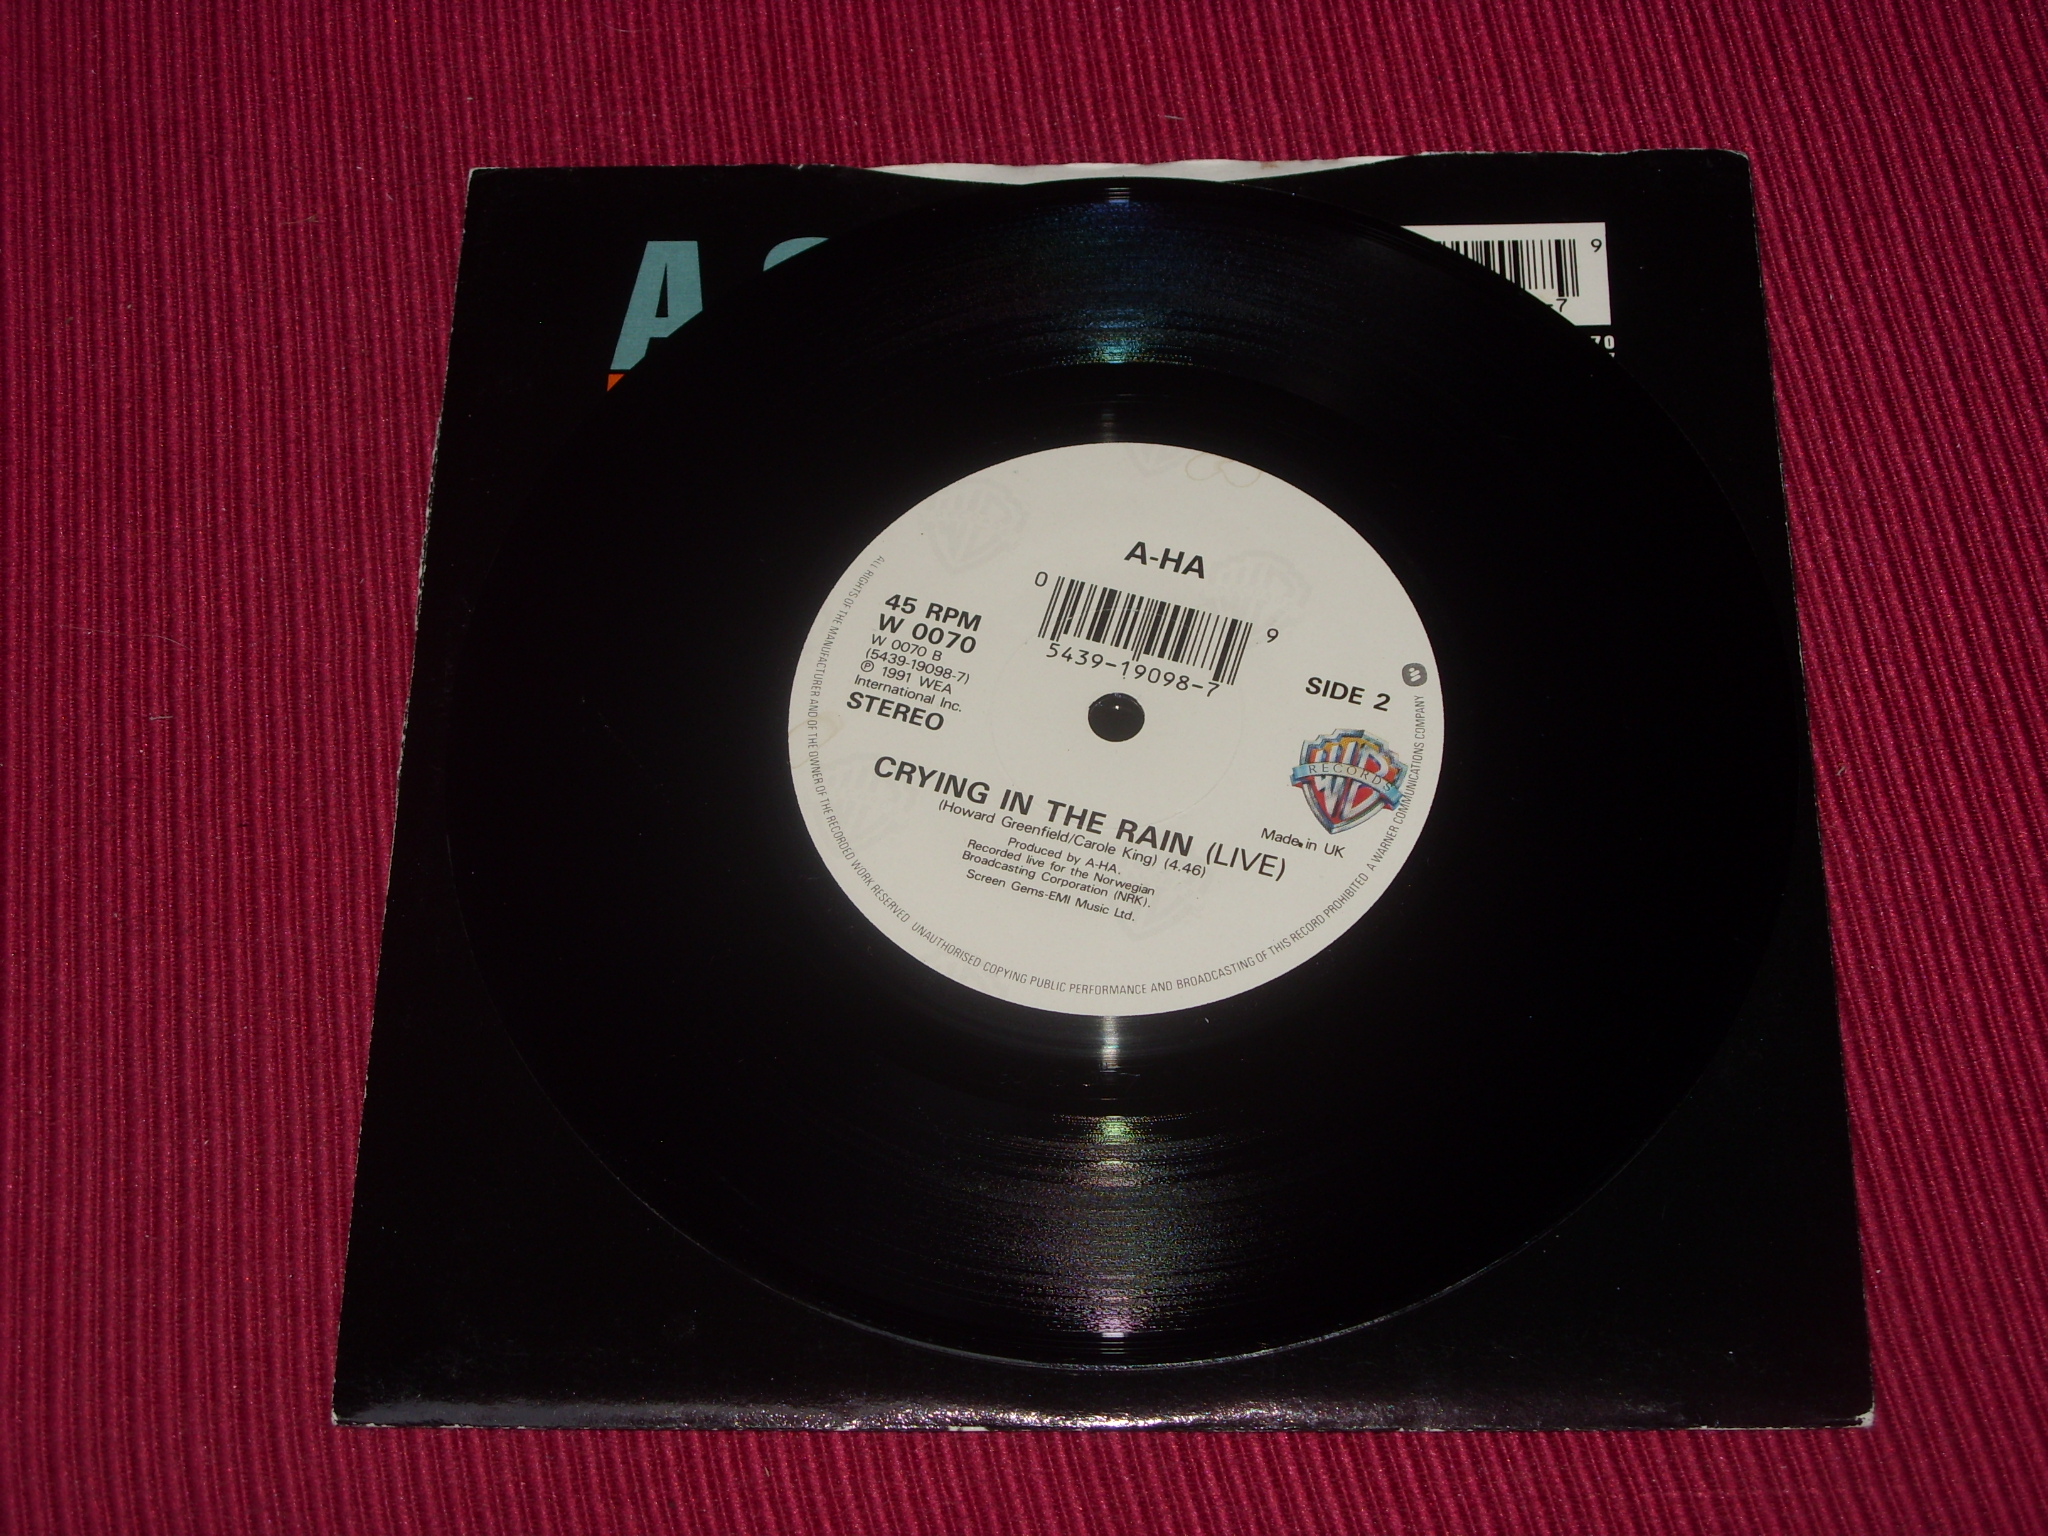 A
9
-7
70
A-HA
0
9
5439-19098-7
45 RPM
W 0070
W 0070 B
(5439-19098-7)
Ⓟ 1991 WEA
International Inc.
STEREO
SIDE 2
RECORDS
Made in UK
CRYING IN THE RAIN (LIVE)
(Howard Greenfield/Carole King) (4.46)
Produced by A-HA.
Recorded live for the Norwegian
Broadcasting Corporation (NRK).
Screen Gems-EMI Music Ltd.
ALL RIGHTS OF THE MANUFACTURER AND OF THE OWNER OF THE RECORDED WORK RESERVED UNAUTHORISED COPYING PUBLIC PERFORMANCE AND BROADCASTING OF THIS RECORD PROHIBITED A WARNER COMMUNICATIONS COMPANY